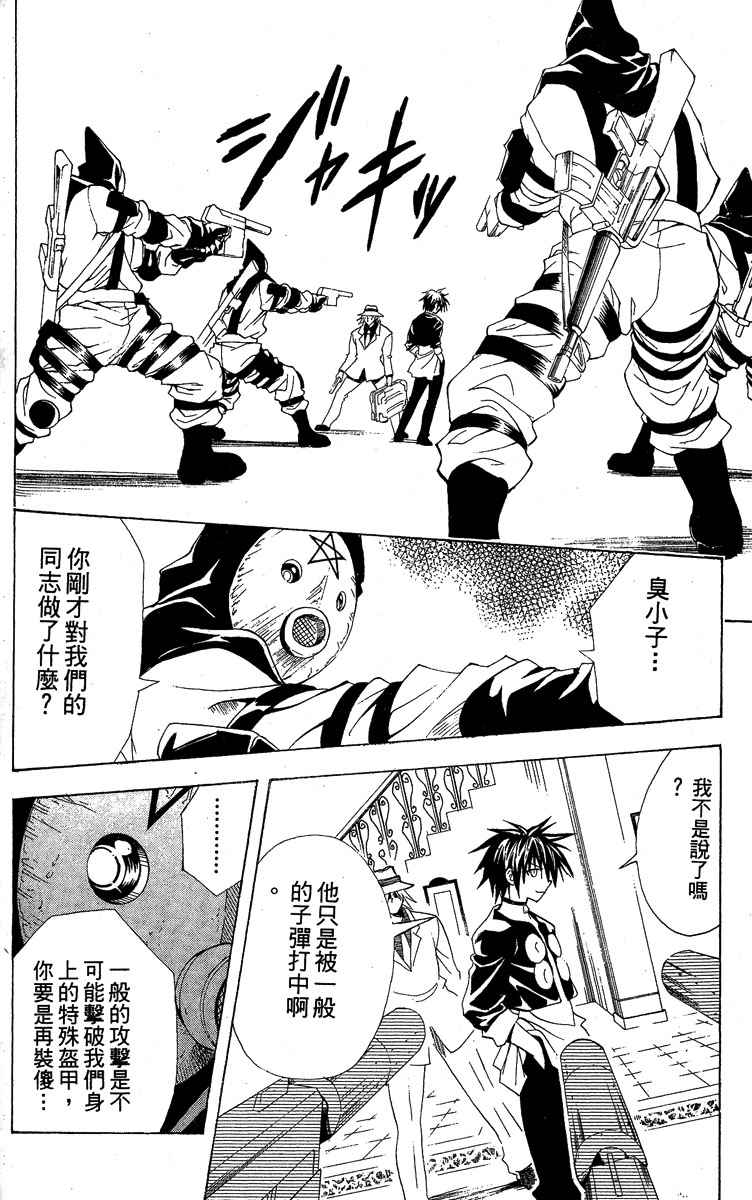 ジャキッ
臭小子…
你剛才對我們的
同志做了什麼？
我不是說了嗎
？
他只是被一般
的子彈打中啊
。
………
一般的攻擊是不
可能擊破我們身
上的特殊盔甲，
你要是再裝傻…